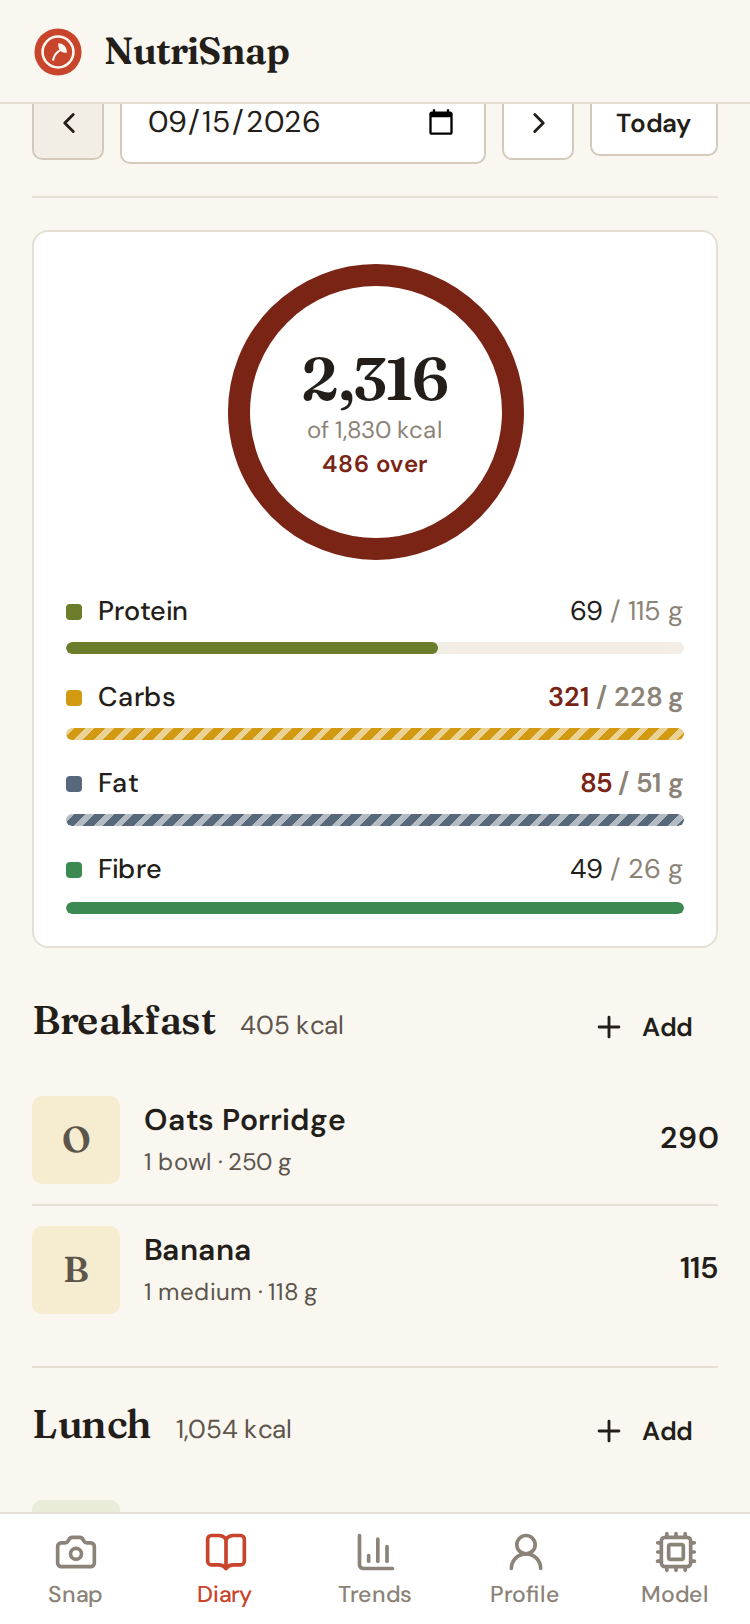 NutriSnap
09/15/2026
Today
2,316
of 1,830 kcal
486 over
Protein 69 / 115 g
Carbs 321 / 228 g
Fat 85 / 51 g
Fibre 49 / 26 g
Breakfast 405 kcal + Add
O Oats Porridge 290
1 bowl · 250 g
B Banana 115
1 medium · 118 g
Lunch 1,054 kcal + Add
Snap Diary Trends Profile Model